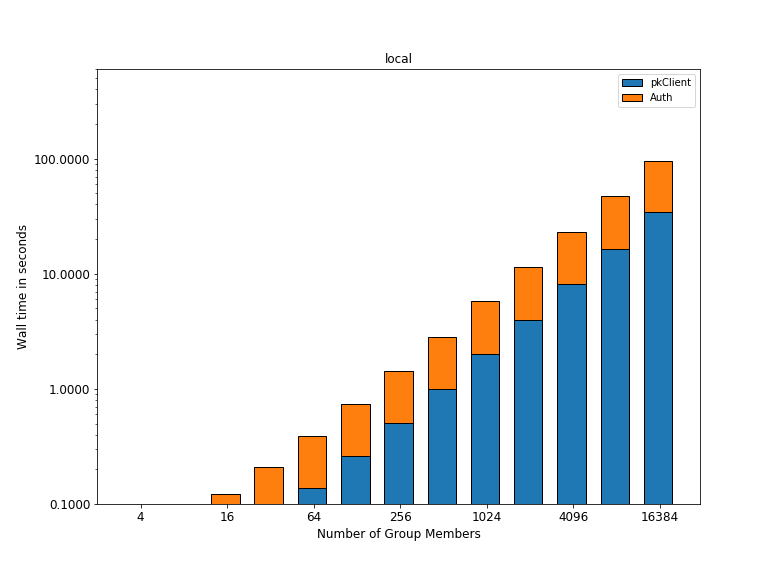 local
pkClient
Auth
100.0000
10.0000
1.0000
0.1000
Wall time in seconds
4 16 64 256 1024 4096 16384
Number of Group Members